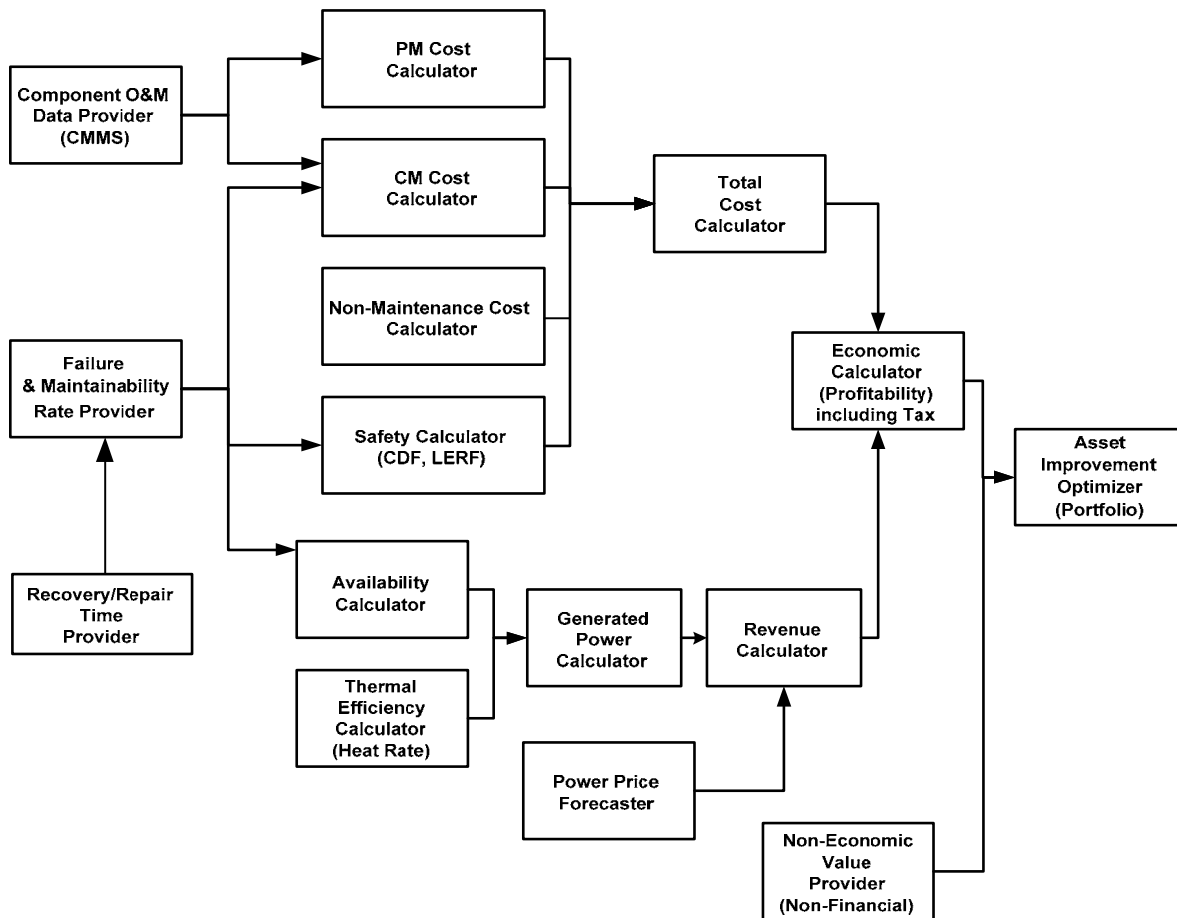 PM Cost
Calculator
Component O&M
Data Provider
(CMMS)
CM Cost
Calculator
Total
Cost
Calculator
Non-Maintenance Cost
Calculator
Failure
& Maintainability
Rate Provider
Economic
Calculator
(Profitability)
including Tax
Safety Calculator
(CDF, LERF)
Asset
Improvement
Optimizer
(Portfolio)
Recovery/Repair
Time
Provider
Availability
Calculator
Generated
Power
Calculator
Revenue
Calculator
Thermal
Efficiency
Calculator
(Heat Rate)
Power Price
Forecaster
Non-Economic
Value
Provider
(Non-Financial)